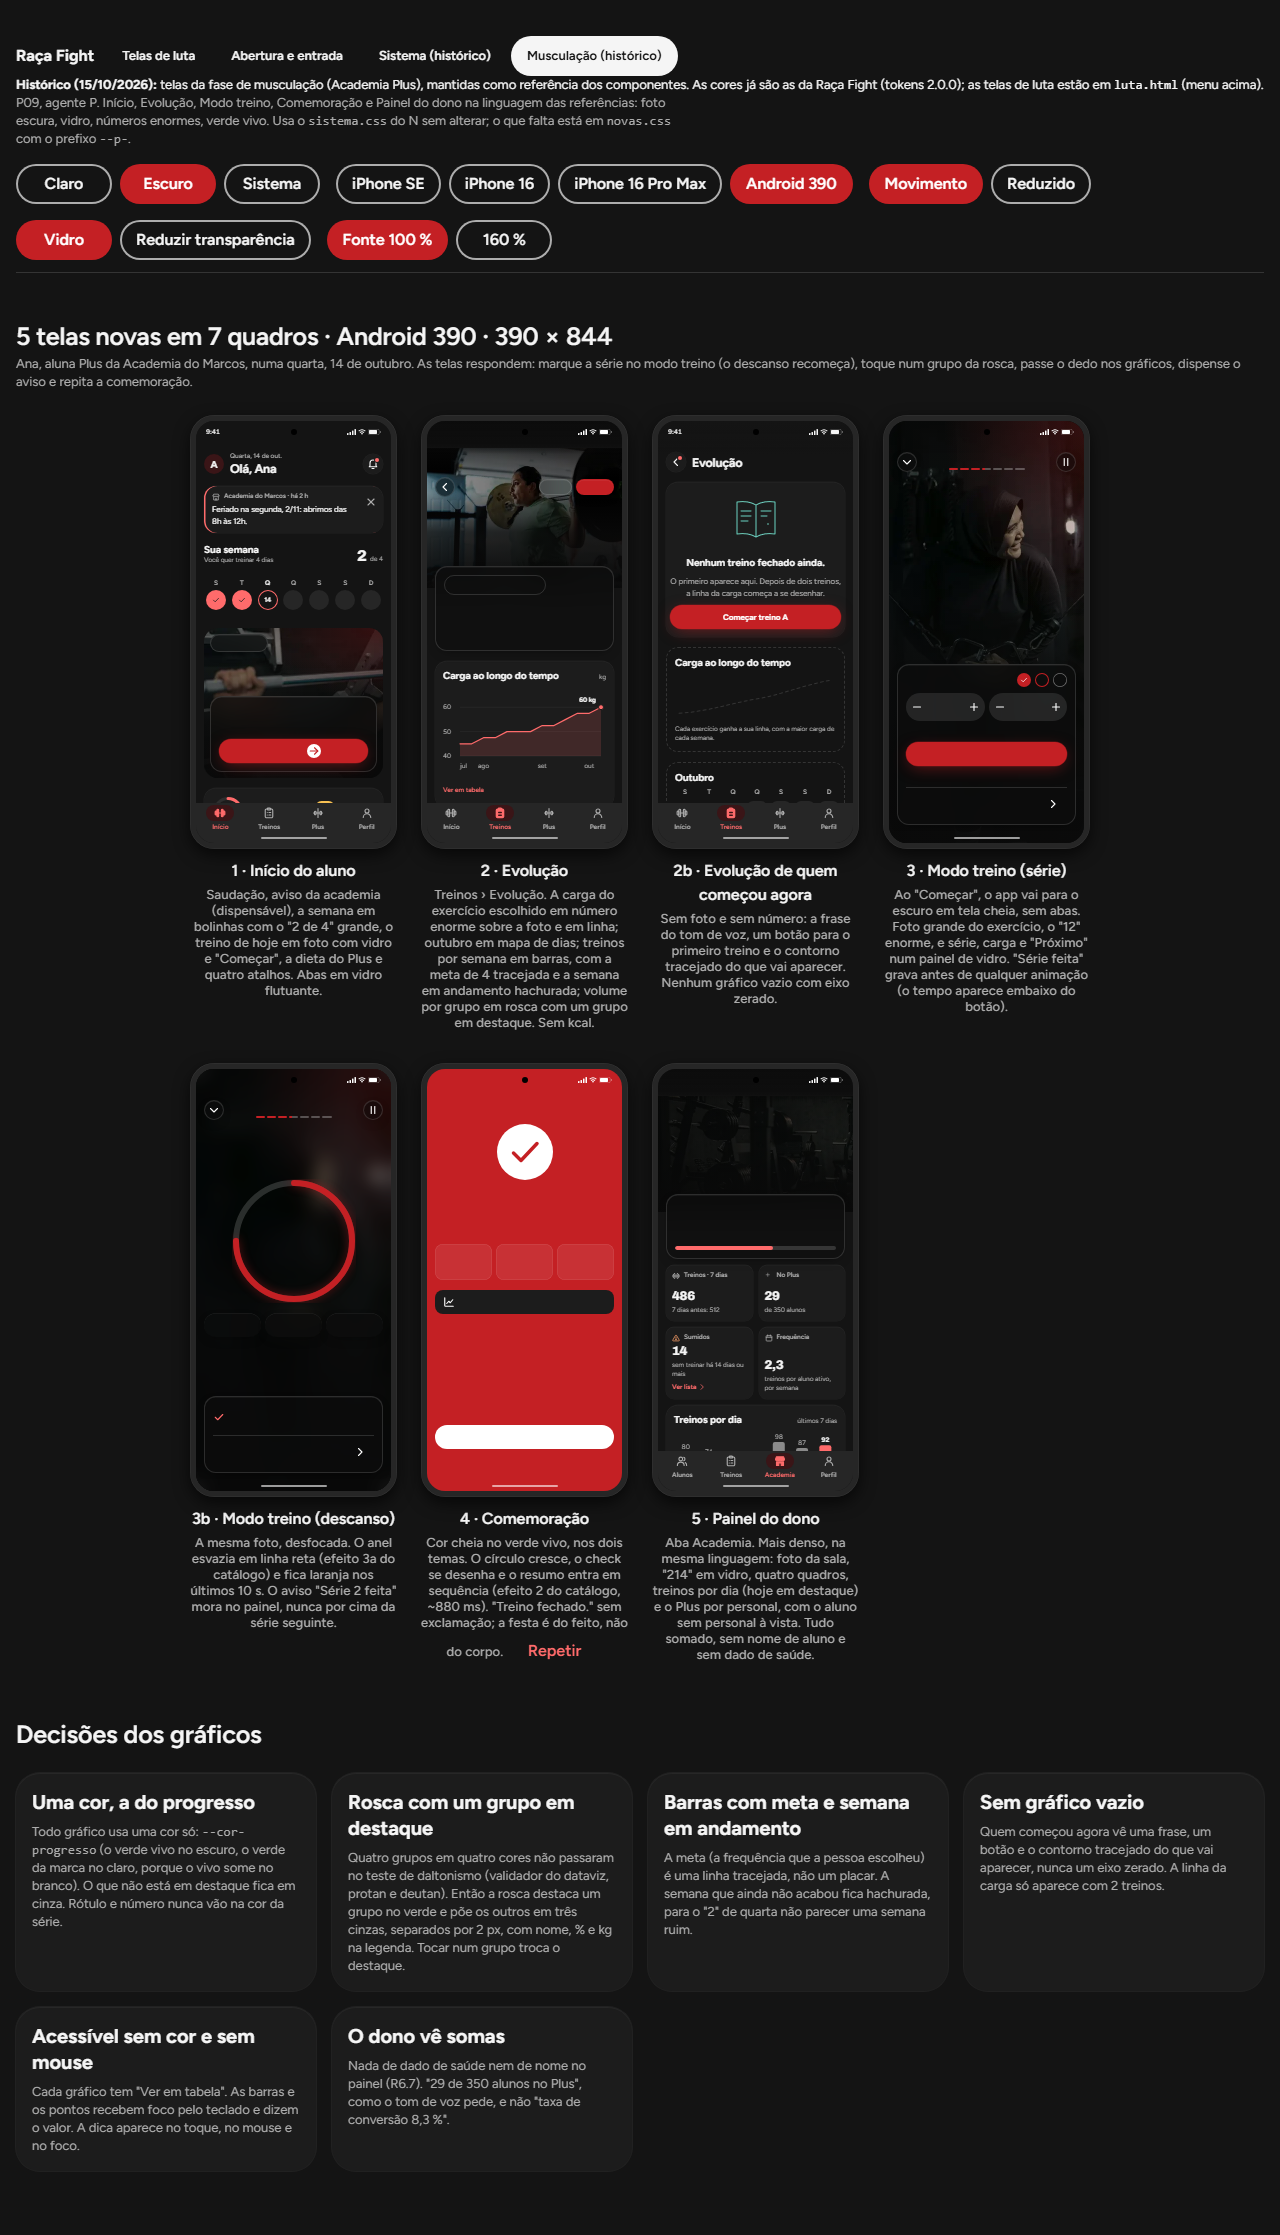 Raça Fight Telas de luta Abertura e entrada Sistema (histórico) Musculação (histórico)
Histórico (15/10/2026): telas da fase de musculação (Academia Plus), mantidas como referência dos componentes. As cores já são as da Raça Fight (tokens 2.0.0); as telas de luta estão em luta.html (menu acima).
P09, agente P. Início, Evolução, Modo treino, Comemoração e Painel do dono na linguagem das referências: foto
escura, vidro, números enormes, verde vivo. Usa o sistema.css do N sem alterar; o que falta está em novas.css
com o prefixo --p-.
Claro Escuro Sistema iPhone SE iPhone 16 iPhone 16 Pro Max Android 390 Movimento Reduzido
Vidro Reduzir transparência Fonte 100 % 160 %
5 telas novas em 7 quadros · Android 390 · 390 × 844
Ana, aluna Plus da Academia do Marcos, numa quarta, 14 de outubro. As telas respondem: marque a série no modo treino (o descanso recomeça), toque num grupo da rosca, passe o dedo nos gráficos, dispense o
aviso e repita a comemoração.
9:41
Quarta, 14 de out.
A Olá, Ana
Academia do Marcos · há 2 h
Feriado na segunda, 2/11: abrimos das
8h às 12h.
Sua semana
Você quer treinar 4 dias
2 de 4
S T Q Q S S D
14
Início Treinos Plus Perfil
1 · Início do aluno
Saudação, aviso da academia
(dispensável), a semana em
bolinhas com o "2 de 4" grande, o
treino de hoje em foto com vidro
e "Começar", a dieta do Plus e
quatro atalhos. Abas em vidro
flutuante.
Carga ao longo do tempo kg
60 kg
60
50
40
jul ago set out
Ver em tabela
Início Treinos Plus Perfil
2 · Evolução
Treinos › Evolução. A carga do
exercício escolhido em número
enorme sobre a foto e em linha;
outubro em mapa de dias; treinos
por semana em barras, com a
meta de 4 tracejada e a semana
em andamento hachurada; volume
por grupo em rosca com um grupo
em destaque. Sem kcal.
9:41
Evolução
Nenhum treino fechado ainda.
O primeiro aparece aqui. Depois de dois treinos,
a linha da carga começa a se desenhar.
Começar treino A
Carga ao longo do tempo
Cada exercício ganha a sua linha, com a maior carga de
cada semana.
Outubro
S T Q Q S S D
Início Treinos Plus Perfil
2b · Evolução de quem
começou agora
Sem foto e sem número: a frase
do tom de voz, um botão para o
primeiro treino e o contorno
tracejado do que vai aparecer.
Nenhum gráfico vazio com eixo
zerado.
3 · Modo treino (série)
Ao "Começar", o app vai para o
escuro em tela cheia, sem abas.
Foto grande do exercício, o "12"
enorme, e série, carga e "Próximo"
num painel de vidro. "Série feita"
grava antes de qualquer animação
(o tempo aparece embaixo do
botão).
3b · Modo treino (descanso)
A mesma foto, desfocada. O anel
esvazia em linha reta (efeito 3a do
catálogo) e fica laranja nos
últimos 10 s. O aviso "Série 2 feita"
mora no painel, nunca por cima da
série seguinte.
4 · Comemoração
Cor cheia no verde vivo, nos dois
temas. O círculo cresce, o check
se desenha e o resumo entra em
sequência (efeito 2 do catálogo,
~880 ms). "Treino fechado." sem
exclamação; a festa é do feito, não
do corpo. Repetir
Treinos · 7 dias
486
7 dias antes: 512
No Plus
29
de 350 alunos
Sumidos
14
sem treinar há 14 dias ou
mais
Ver lista
Frequência
2,3
treinos por aluno ativo,
por semana
Treinos por dia últimos 7 dias
80 98 87 92
Alunos Treinos Academia Perfil
5 · Painel do dono
Aba Academia. Mais denso, na
mesma linguagem: foto da sala,
"214" em vidro, quatro quadros,
treinos por dia (hoje em destaque)
e o Plus por personal, com o aluno
sem personal à vista. Tudo
somado, sem nome de aluno e
sem dado de saúde.
Decisões dos gráficos
Uma cor, a do progresso
Todo gráfico usa uma cor só: --cor-
progresso (o verde vivo no escuro, o verde
da marca no claro, porque o vivo some no
branco). O que não está em destaque fica em
cinza. Rótulo e número nunca vão na cor da
série.
Rosca com um grupo em
destaque
Quatro grupos em quatro cores não passaram
no teste de daltonismo (validador do dataviz,
protan e deutan). Então a rosca destaca um
grupo no verde e põe os outros em três
cinzas, separados por 2 px, com nome, % e kg
na legenda. Tocar num grupo troca o
destaque.
Barras com meta e semana
em andamento
A meta (a frequência que a pessoa escolheu)
é uma linha tracejada, não um placar. A
semana que ainda não acabou fica hachurada,
para o "2" de quarta não parecer uma semana
ruim.
Sem gráfico vazio
Quem começou agora vê uma frase, um
botão e o contorno tracejado do que vai
aparecer, nunca um eixo zerado. A linha da
carga só aparece com 2 treinos.
Acessível sem cor e sem
mouse
Cada gráfico tem "Ver em tabela". As barras e
os pontos recebem foco pelo teclado e dizem
o valor. A dica aparece no toque, no mouse e
no foco.
O dono vê somas
Nada de dado de saúde nem de nome no
painel (R6.7). "29 de 350 alunos no Plus",
como o tom de voz pede, e não "taxa de
conversão 8,3 %".